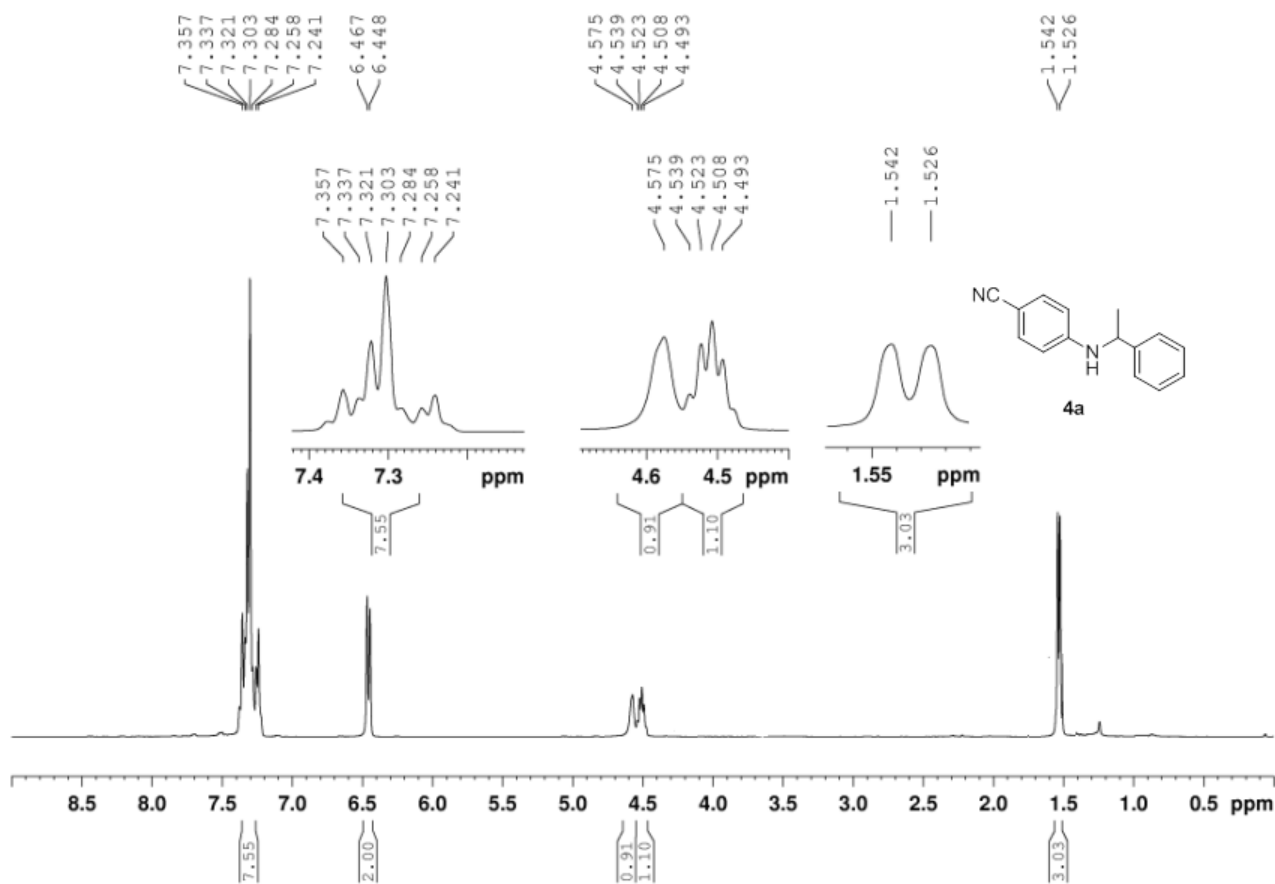 7.357 7.337 7.321 7.303 7.284 7.258 7.241 6.467 6.448 4.575 4.539 4.523 4.508 4.493 1.542 1.526
7.357 7.337 7.321 7.303 7.284 7.258 7.241 4.575 4.539 4.523 4.508 4.493 1.542 1.526
NC
N
H
4a
7.4 7.3 ppm 4.6 4.5 ppm 1.55 ppm
7.55 0.91 1.10 3.03
8.5 8.0 7.5 7.0 6.5 6.0 5.5 5.0 4.5 4.0 3.5 3.0 2.5 2.0 1.5 1.0 0.5 ppm
7.55 2.00 0.91 1.10 3.03